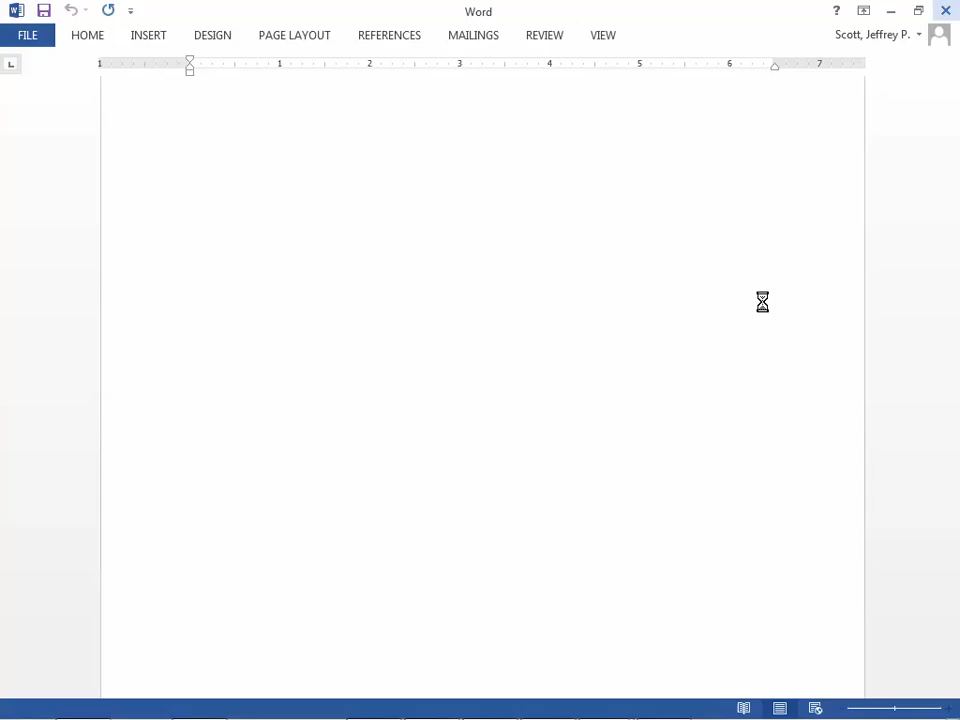 Word
?
FILE HOME INSERT DESIGN PAGE LAYOUT REFERENCES MAILINGS REVIEW VIEW Scott, Jeffrey P.
1 1 2 3 4 5 6 7